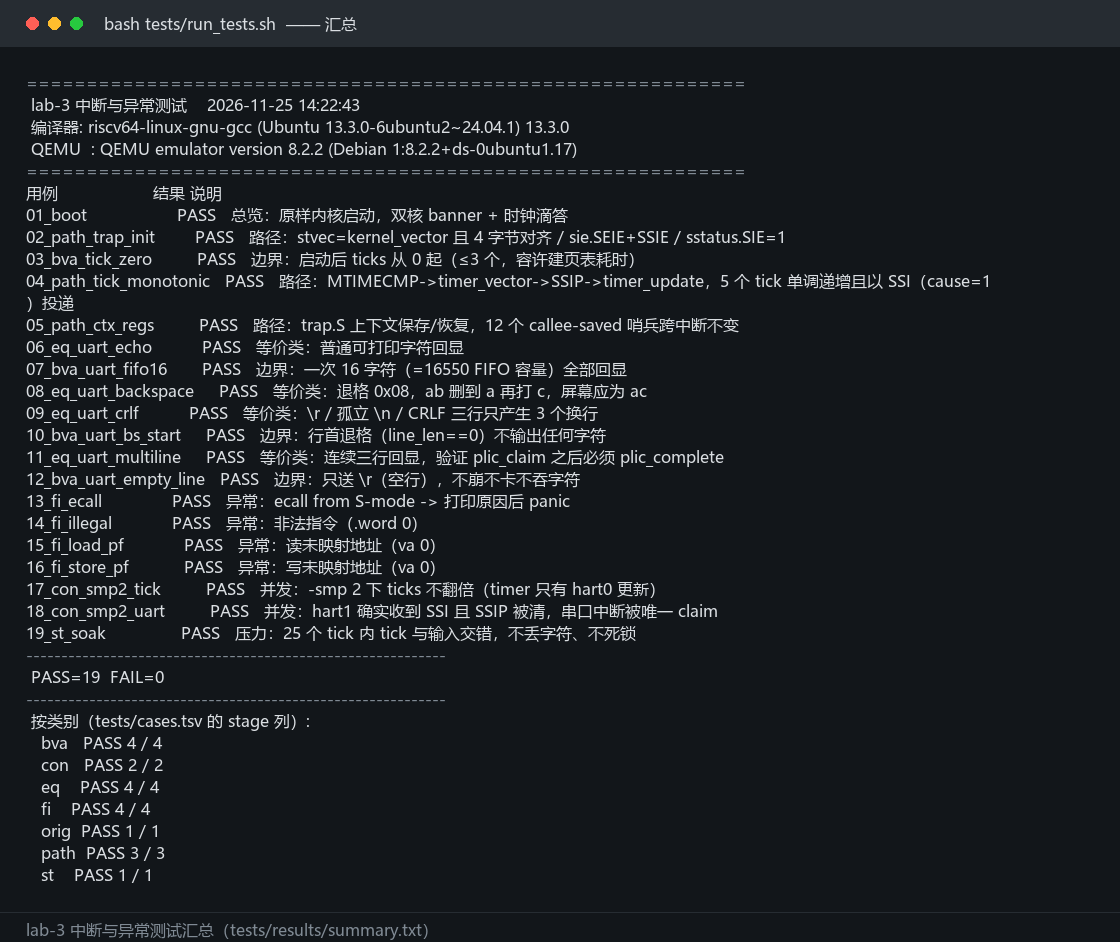 bash tests/run_tests.sh —— 汇总
============================================================
lab-3 中断与异常测试 2026-11-25 14:22:43
编译器: riscv64-linux-gnu-gcc (Ubuntu 13.3.0-6ubuntu2~24.04.1) 13.3.0
QEMU : QEMU emulator version 8.2.2 (Debian 1:8.2.2+ds-0ubuntu1.17)
============================================================
用例 结果 说明
01_boot PASS 总览：原样内核启动，双核 banner + 时钟滴答
02_path_trap_init PASS 路径：stvec=kernel_vector 且 4 字节对齐 / sie.SEIE+SSIE / sstatus.SIE=1
03_bva_tick_zero PASS 边界：启动后 ticks 从 0 起（≤3 个，容许建页表耗时）
04_path_tick_monotonic PASS 路径：MTIMECMP->timer_vector->SSIP->timer_update，5 个 tick 单调递增且以 SSI（cause=1
）投递
05_path_ctx_regs PASS 路径：trap.S 上下文保存/恢复，12 个 callee-saved 哨兵跨中断不变
06_eq_uart_echo PASS 等价类：普通可打印字符回显
07_bva_uart_fifo16 PASS 边界：一次 16 字符（=16550 FIFO 容量）全部回显
08_eq_uart_backspace PASS 等价类：退格 0x08，ab 删到 a 再打 c，屏幕应为 ac
09_eq_uart_crlf PASS 等价类：\r / 孤立 \n / CRLF 三行只产生 3 个换行
10_bva_uart_bs_start PASS 边界：行首退格（line_len==0）不输出任何字符
11_eq_uart_multiline PASS 等价类：连续三行回显，验证 plic_claim 之后必须 plic_complete
12_bva_uart_empty_line PASS 边界：只送 \r（空行），不崩不卡不吞字符
13_fi_ecall PASS 异常：ecall from S-mode -> 打印原因后 panic
14_fi_illegal PASS 异常：非法指令（.word 0）
15_fi_load_pf PASS 异常：读未映射地址（va 0）
16_fi_store_pf PASS 异常：写未映射地址（va 0）
17_con_smp2_tick PASS 并发：-smp 2 下 ticks 不翻倍（timer 只有 hart0 更新）
18_con_smp2_uart PASS 并发：hart1 确实收到 SSI 且 SSIP 被清，串口中断被唯一 claim
19_st_soak PASS 压力：25 个 tick 内 tick 与输入交错，不丢字符、不死锁
------------------------------------------------------------
PASS=19 FAIL=0
------------------------------------------------------------
按类别（tests/cases.tsv 的 stage 列）:
bva PASS 4 / 4
con PASS 2 / 2
eq PASS 4 / 4
fi PASS 4 / 4
orig PASS 1 / 1
path PASS 3 / 3
st PASS 1 / 1
lab-3 中断与异常测试汇总（tests/results/summary.txt）